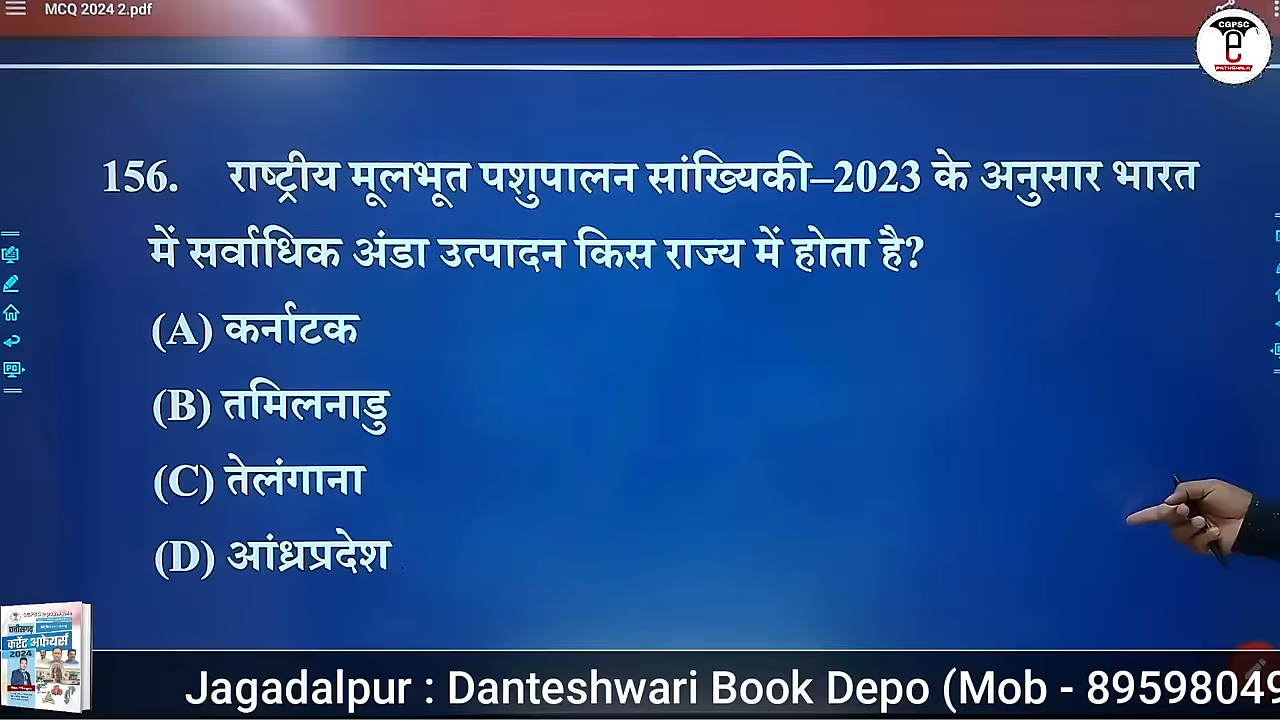 MCQ 2024 2.pdf
CGPSC
e
PATHSHALA
156. राष्ट्रीय मूलभूत पशुपालन सांख्यिकी–2023 के अनुसार भारत
में सर्वाधिक अंडा उत्पादन किस राज्य में होता है?
(A) कर्नाटक
(B) तमिलनाडु
(C) तेलंगाना
(D) आंध्रप्रदेश
PC
करेंट अफेयर्स
2024
Jagadalpur : Danteshwari Book Depo (Mob - 89598049